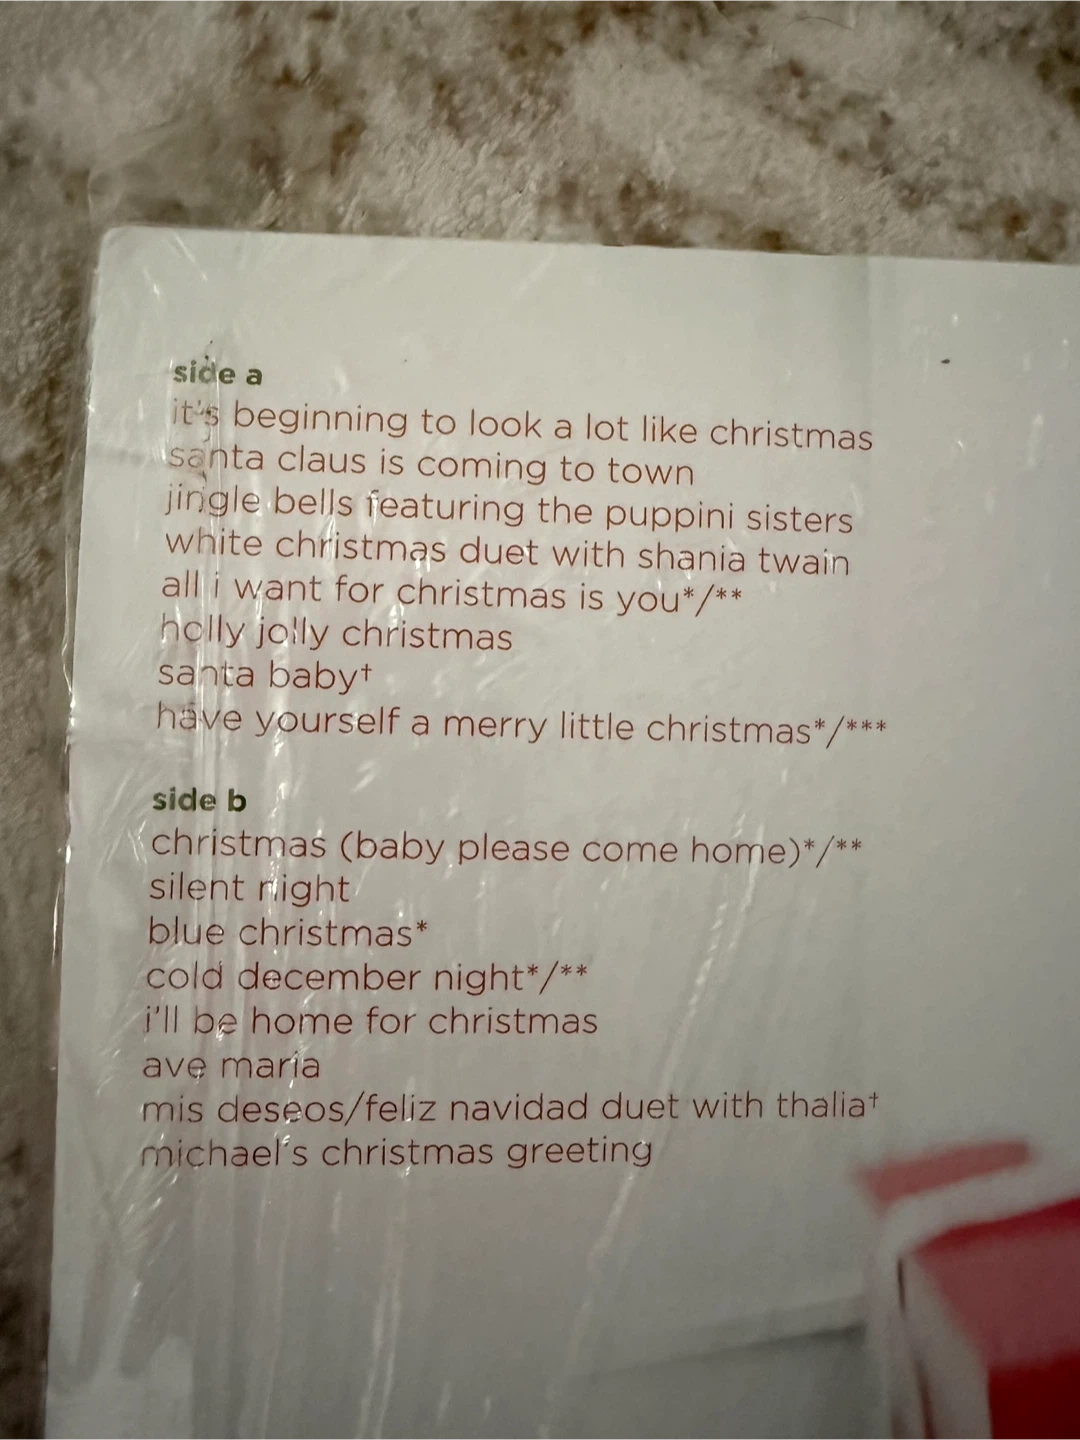 side a
it's beginning to look a lot like christmas
santa claus is coming to town
jingle bells featuring the puppini sisters
white christmas duet with shania twain
all i want for christmas is you*/**
holly jolly christmas
santa baby†
have yourself a merry little christmas*/***
side b
christmas (baby please come home)*/**
silent night
blue christmas*
cold december night*/**
i'll be home for christmas
ave maria
mis deseos/feliz navidad duet with thalia†
michael's christmas greeting